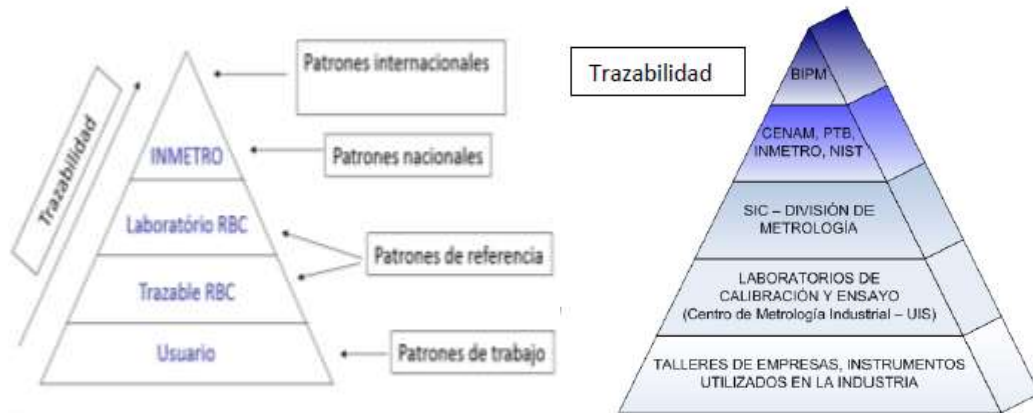 Trazabilidad
Patrones internacionales
INMETRO
Patrones nacionales
Laboratório RBC
Patrones de referencia
Trazable RBC
Usuario
Patrones de trabajo
Trazabilidad
BIPM
CENAM, PTB,
INMETRO, NIST
SIC – DIVISIÓN DE
METROLOGÍA
LABORATORIOS DE
CALIBRACIÓN Y ENSAYO
(Centro de Metrología Industrial – UIS)
TALLERES DE EMPRESAS, INSTRUMENTOS
UTILIZADOS EN LA INDUSTRIA